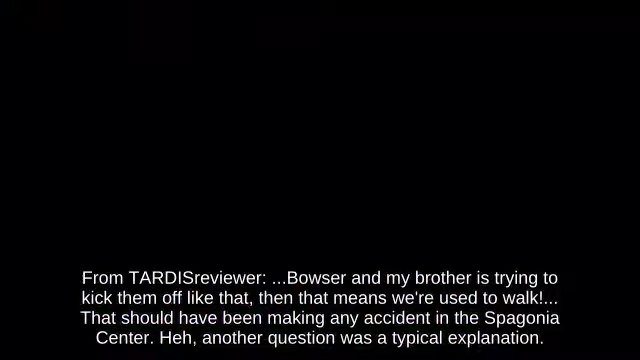 From TARDISreviewer: ...Bowser and my brother is trying to
kick them off like that, then that means we're used to walk!...
That should have been making any accident in the Spagonia
Center. Heh, another question was a typical explanation.